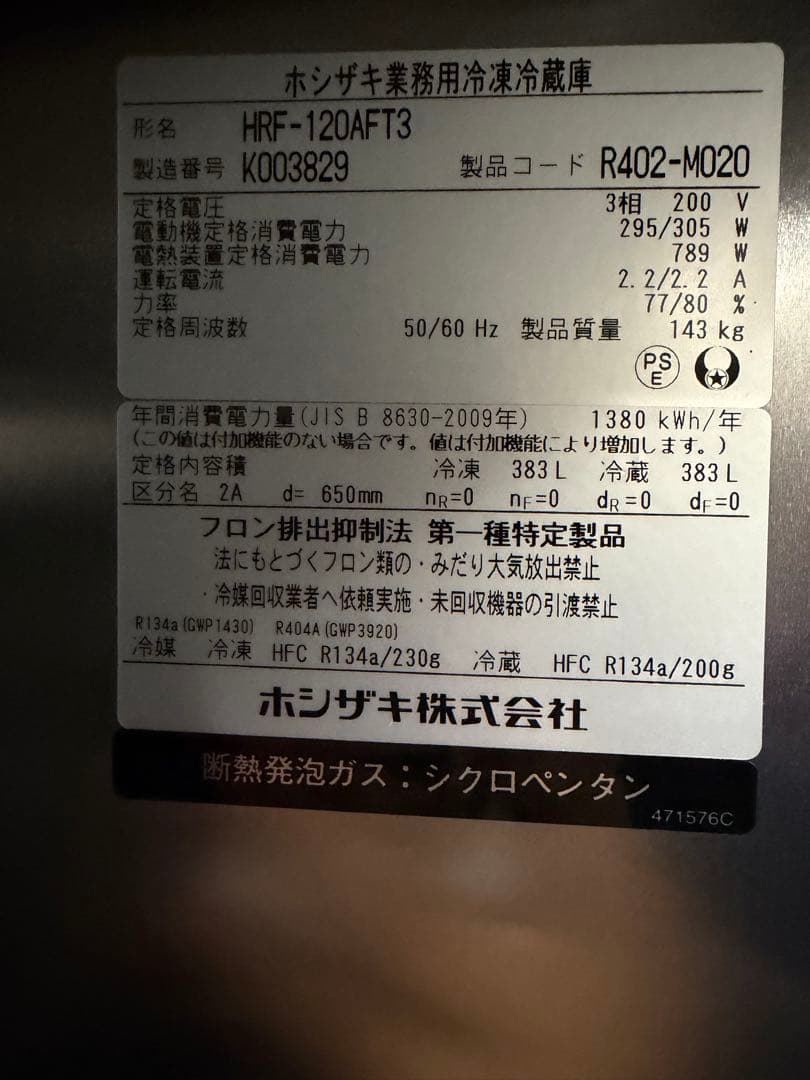 ホシザキ業務用冷凍冷蔵庫
形名 HRF-120AFT3
製造番号 K003829 製品コード R402-M020
定格電圧 3相 200 V
電動機定格消費電力 295/305 W
電熱装置定格消費電力 789 W
運転電流 2.2/2.2 A
力率 77/80 %
定格周波数 50/60 Hz 製品質量 143 kg
PS E
年間消費電力量(JIS B 8630-2009年) 1380 kWh/年
(この値は付加機能のない場合です。値は付加機能により増加します。)
定格内容積 冷凍 383 L 冷蔵 383 L
区分名 2A d= 650mm nR=0 nF=0 dR=0 dF=0
フロン排出抑制法 第一種特定製品
法にもとづくフロン類の・みだり大気放出禁止
・冷媒回収業者へ依頼実施・未回収機器の引渡禁止
R134a(GWP1430) R404A(GWP3920)
冷媒 冷凍 HFC R134a/230g 冷蔵 HFC R134a/200g
ホシザキ株式会社
断熱発泡ガス:シクロペンタン
471576C